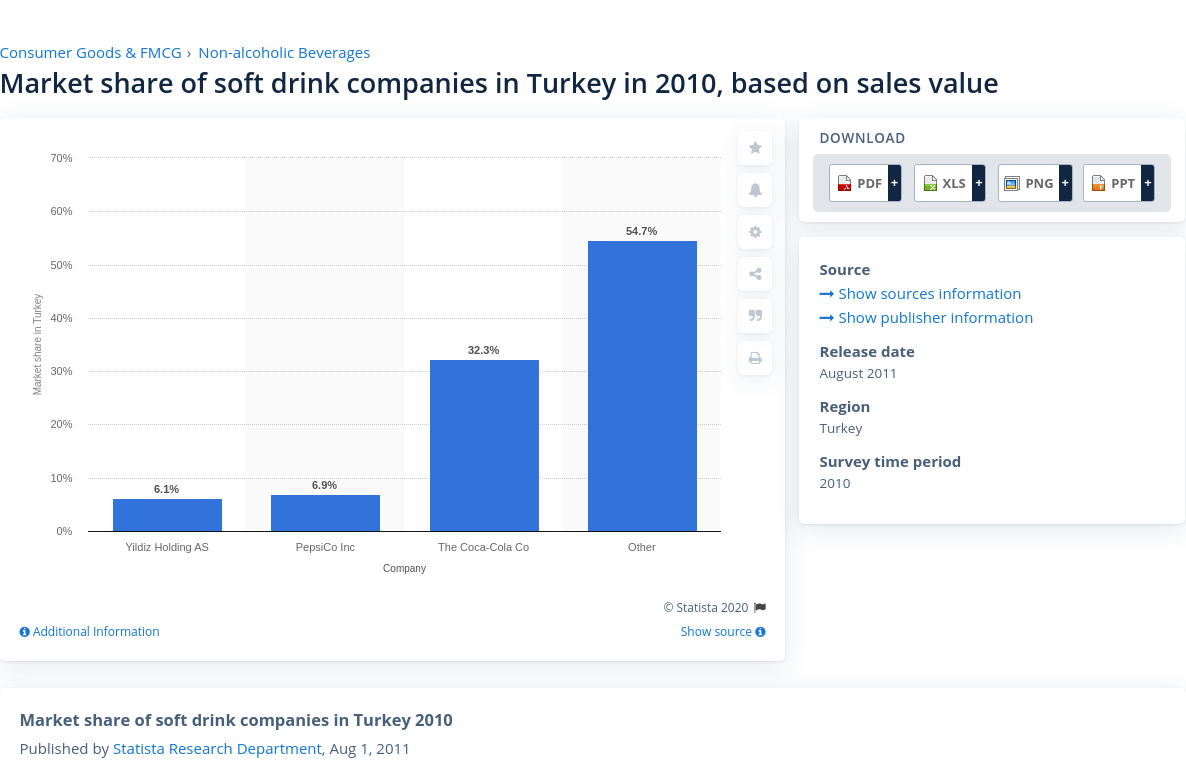 Consumer Goods & FMCG › Non-alcoholic Beverages
Market share of soft drink companies in Turkey in 2010, based on sales value
70%
60%
50%
40%
30%
20%
10%
0%
Market share in Turkey
6.1%
6.9%
32.3%
54.7%
Yildiz Holding AS
PepsiCo Inc
The Coca-Cola Co
Other
Company
© Statista 2020
Additional Information
Show source
DOWNLOAD
PDF +
XLS +
PNG +
PPT +
Source
Show sources information
Show publisher information
Release date
August 2011
Region
Turkey
Survey time period
2010
Market share of soft drink companies in Turkey 2010
Published by Statista Research Department, Aug 1, 2011